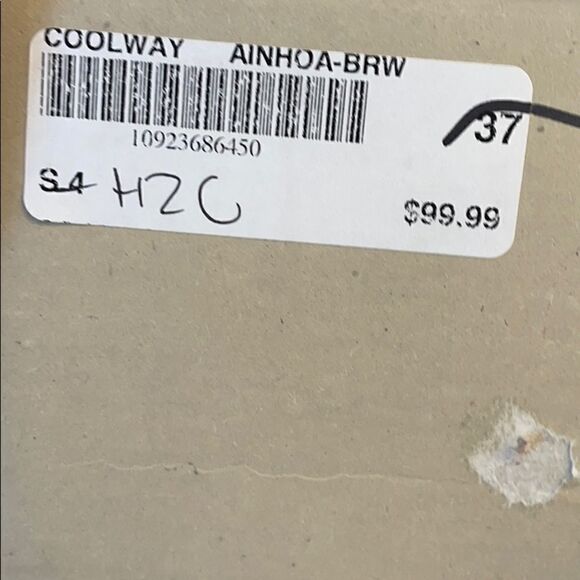 COOLWAY AINHOA-BRW
37
10923686450
S4 H2C
$99.99